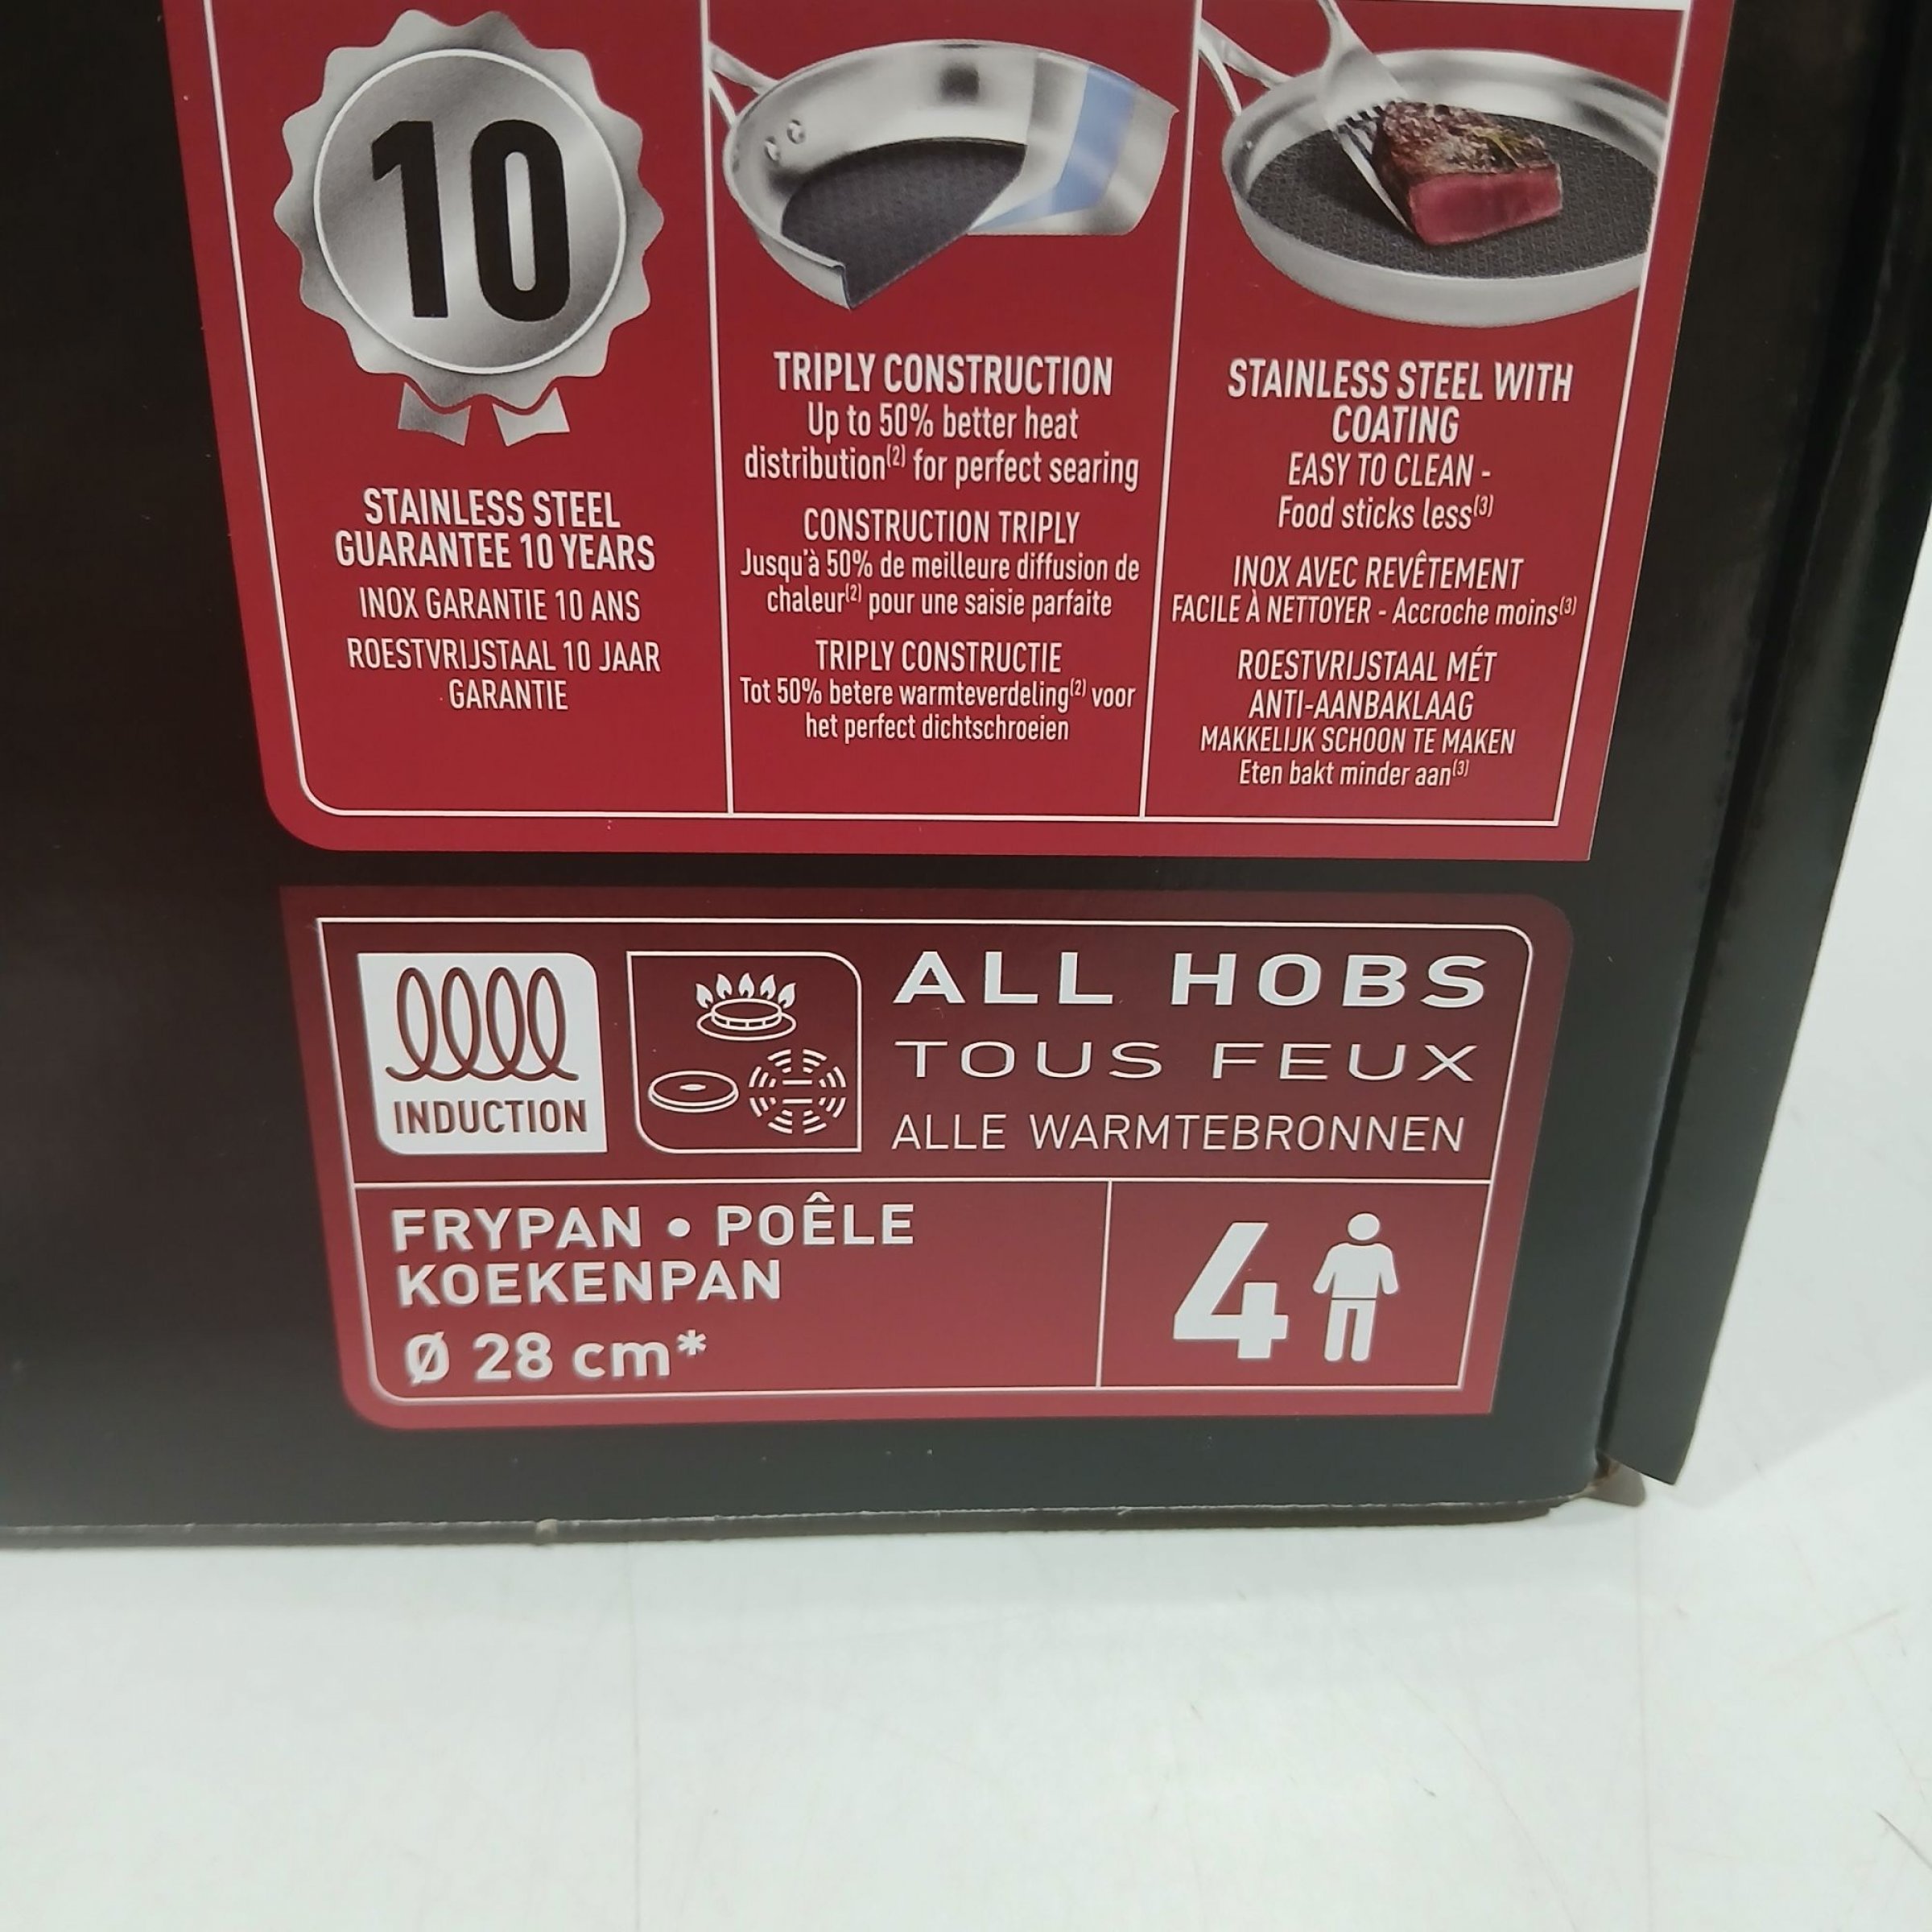 10
STAINLESS STEEL
GUARANTEE 10 YEARS
INOX GARANTIE 10 ANS
ROESTVRIJSTAAL 10 JAAR
GARANTIE
TRIPLY CONSTRUCTION
Up to 50% better heat
distribution(2) for perfect searing
CONSTRUCTION TRIPLY
Jusqu'à 50% de meilleure diffusion de
chaleur(2) pour une saisie parfaite
TRIPLY CONSTRUCTIE
Tot 50% betere warmteverdeling(2) voor
het perfect dichtschroeien
STAINLESS STEEL WITH
COATING
EASY TO CLEAN -
Food sticks less(3)
INOX AVEC REVÊTEMENT
FACILE À NETTOYER - Accroche moins(3)
ROESTVRIJSTAAL MÉT
ANTI-AANBAKLAAG
MAKKELIJK SCHOON TE MAKEN
Eten bakt minder aan(3)
INDUCTION
ALL HOBS
TOUS FEUX
ALLE WARMTEBRONNEN
FRYPAN • POÊLE
KOEKENPAN
Ø 28 cm*
4